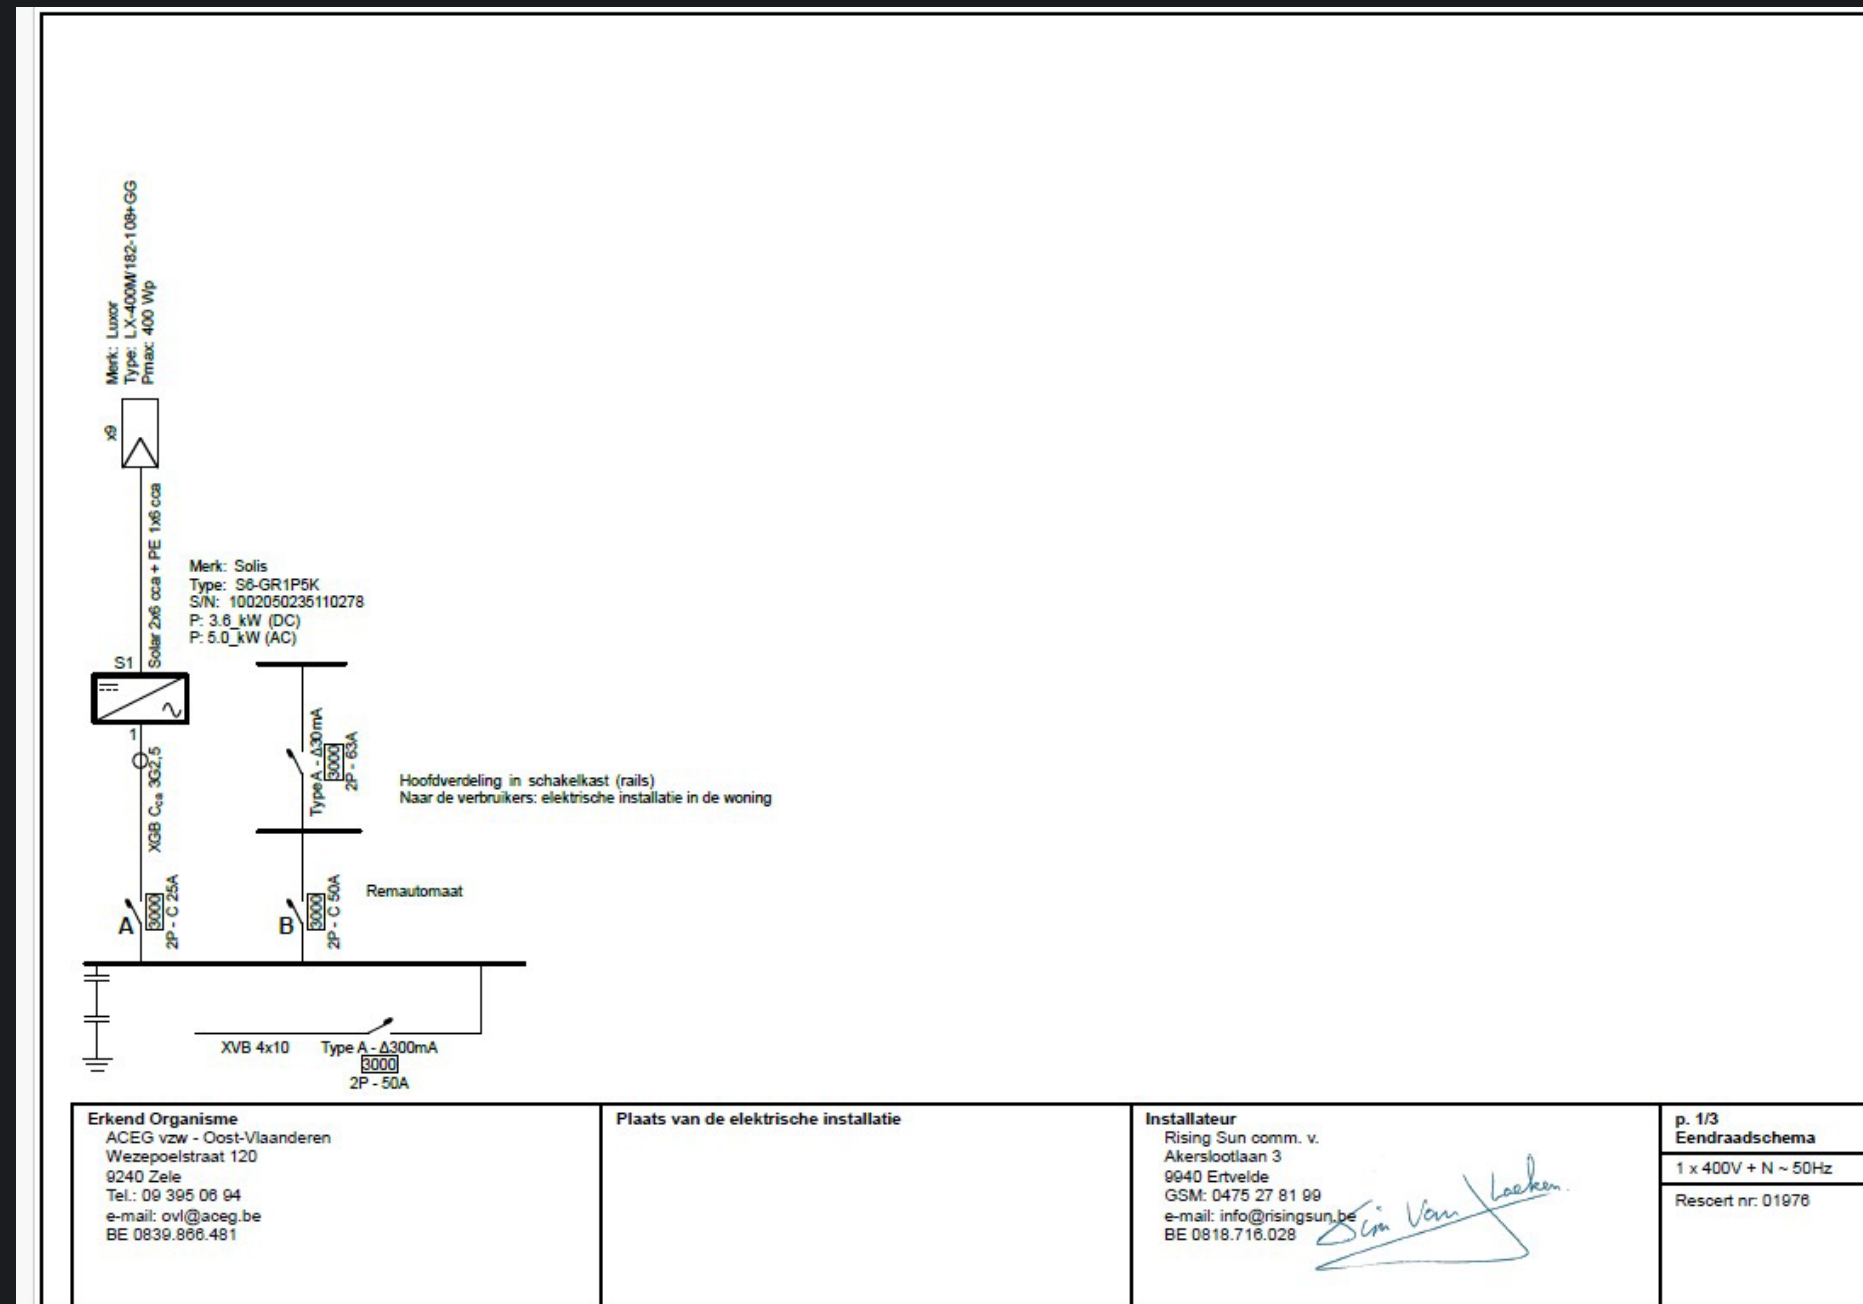 Merk: Luxor
Type: LX-400M/182-108+GG
Pmax: 400 Wp
x9
Solar 2x6 cca + PE 1x6 cca
Merk: Solis
Type: S6-GR1P5K
S/N: 1002050235110278
P: 3.6_kW (DC)
P: 5.0_kW (AC)
S1
1
XGB Cca 3G2,5
Type A - Δ30mA
3000
2P - 63A
Hoofdverdeling in schakelkast (rails)
Naar de verbruikers: elektrische installatie in de woning
A
3000
2P - C 25A
B
3000
2P - C 50A
Remautomaat
XVB 4x10
Type A - Δ300mA
3000
2P - 50A
Erkend Organisme
ACEG vzw - Oost-Vlaanderen
Wezepoelstraat 120
9240 Zele
Tel.: 09 395 06 94
e-mail: ovl@aceg.be
BE 0839.866.481
Plaats van de elektrische installatie
Installateur
Rising Sun comm. v.
Akerslootlaan 3
9940 Ertvelde
GSM: 0475 27 81 99
e-mail: info@risingsun.be
BE 0818.716.028
p. 1/3
Eendraadschema
1 x 400V + N ~ 50Hz
Rescert nr: 01976